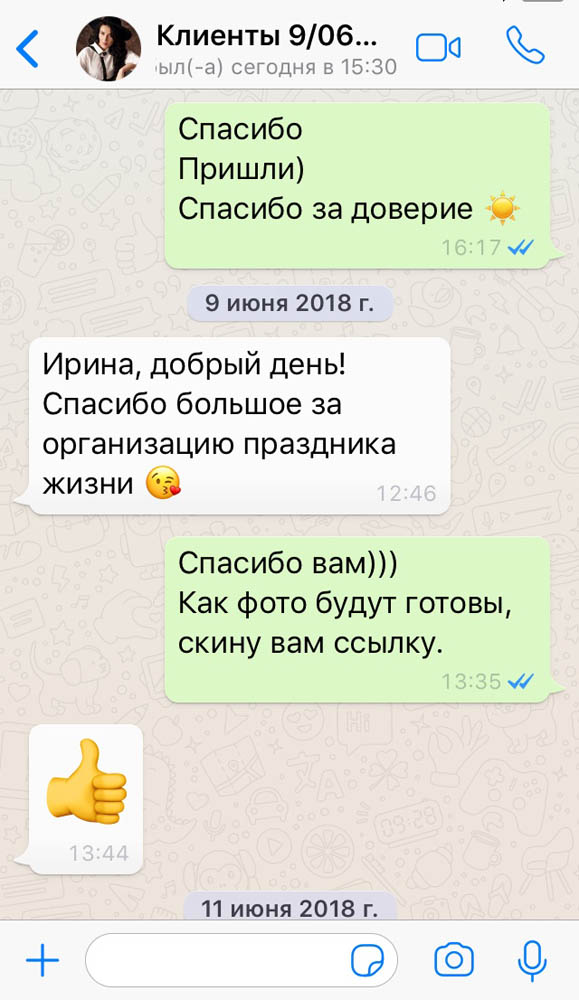 Клиенты 9/06...
был(-а) сегодня в 15:30
Спасибо
Пришли)
Спасибо за доверие
16:17
9 июня 2018 г.
Ирина, добрый день!
Спасибо большое за
организацию праздника
жизни
12:46
Спасибо вам)))
Как фото будут готовы,
скину вам ссылку.
13:35
13:44
11 июня 2018 г.